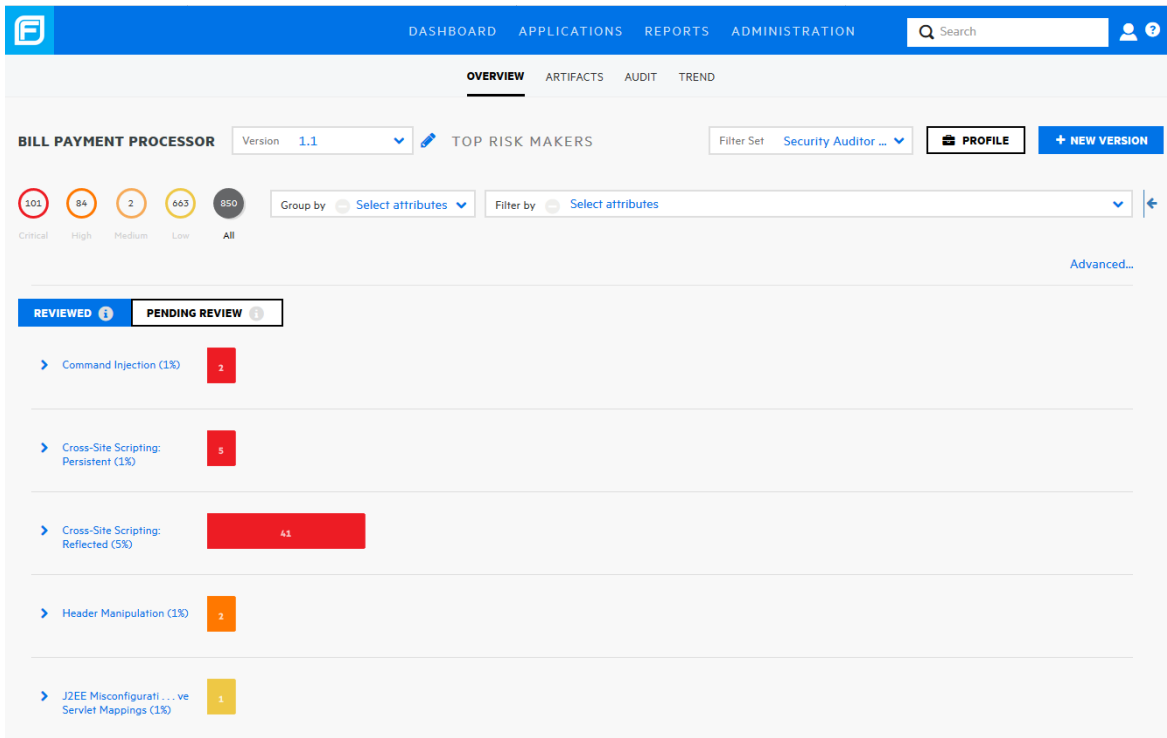 DASHBOARD APPLICATIONS REPORTS ADMINISTRATION Search ?
OVERVIEW ARTIFACTS AUDIT TREND
BILL PAYMENT PROCESSOR Version 1.1 TOP RISK MAKERS Filter Set Security Auditor ... PROFILE + NEW VERSION
101 84 2 663 850 Group by Select attributes Filter by Select attributes
Critical High Medium Low All
Advanced...
REVIEWED i PENDING REVIEW i
Command Injection (1%) 2
Cross-Site Scripting:
Persistent (1%) 5
Cross-Site Scripting:
Reflected (5%) 41
Header Manipulation (1%) 2
J2EE Misconfigurati . . . ve
Servlet Mappings (1%) 1